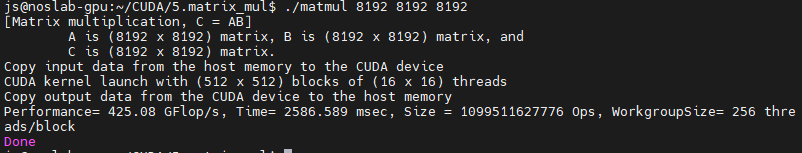 js@noslab-gpu:~/CUDA/5.matrix_mul$ ./matmul 8192 8192 8192
[Matrix multiplication, C = AB]
A is (8192 x 8192) matrix, B is (8192 x 8192) matrix, and
C is (8192 x 8192) matrix.
Copy input data from the host memory to the CUDA device
CUDA kernel launch with (512 x 512) blocks of (16 x 16) threads
Copy output data from the CUDA device to the host memory
Performance= 425.08 GFlop/s, Time= 2586.589 msec, Size = 1099511627776 Ops, WorkgroupSize= 256 thre
ads/block
Done